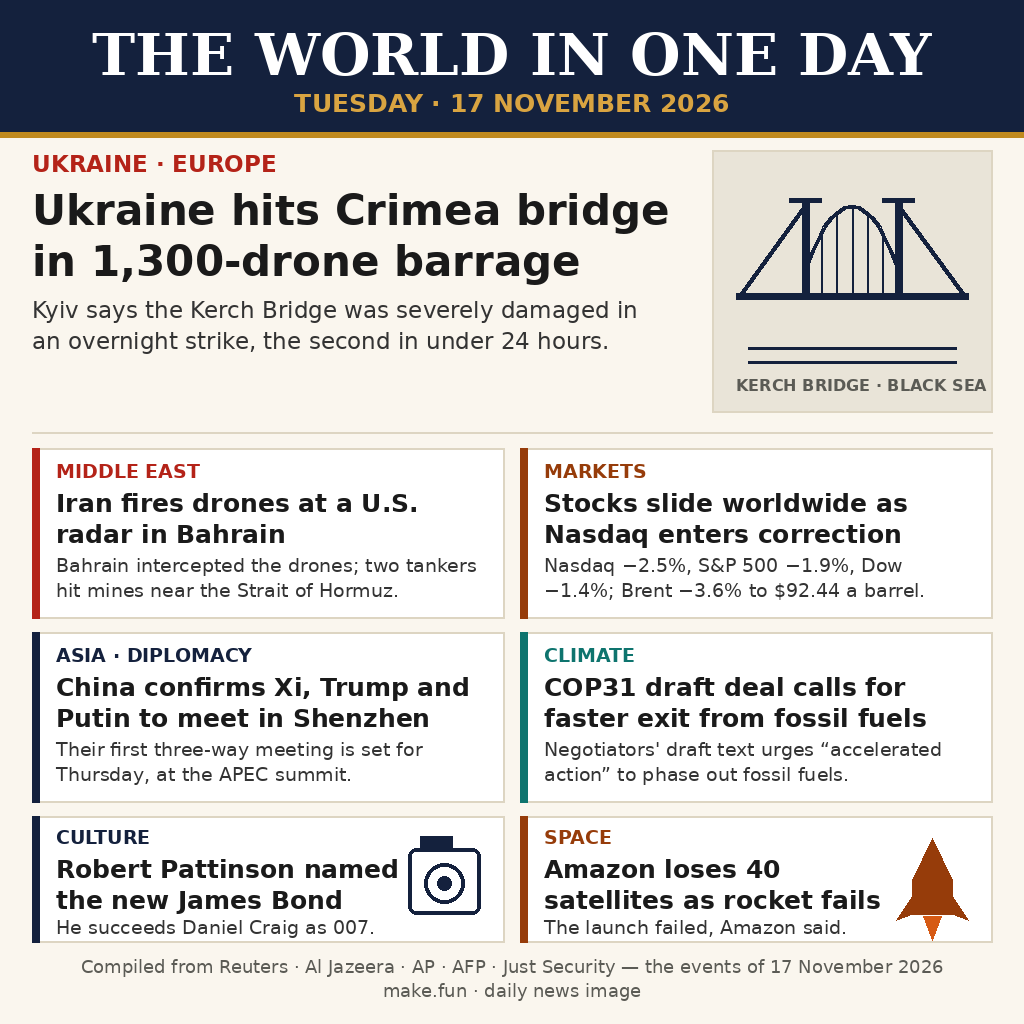 THE WORLD IN ONE DAY
TUESDAY · 17 NOVEMBER 2026
UKRAINE · EUROPE
Ukraine hits Crimea bridge
in 1,300-drone barrage
Kyiv says the Kerch Bridge was severely damaged in
an overnight strike, the second in under 24 hours.
KERCH BRIDGE · BLACK SEA
MIDDLE EAST
Iran fires drones at a U.S.
radar in Bahrain
Bahrain intercepted the drones; two tankers
hit mines near the Strait of Hormuz.
MARKETS
Stocks slide worldwide as
Nasdaq enters correction
Nasdaq −2.5%, S&P 500 −1.9%, Dow
−1.4%; Brent −3.6% to $92.44 a barrel.
ASIA · DIPLOMACY
China confirms Xi, Trump and
Putin to meet in Shenzhen
Their first three-way meeting is set for
Thursday, at the APEC summit.
CLIMATE
COP31 draft deal calls for
faster exit from fossil fuels
Negotiators' draft text urges “accelerated
action” to phase out fossil fuels.
CULTURE
Robert Pattinson named
the new James Bond
He succeeds Daniel Craig as 007.
SPACE
Amazon loses 40
satellites as rocket fails
The launch failed, Amazon said.
Compiled from Reuters · Al Jazeera · AP · AFP · Just Security — the events of 17 November 2026
make.fun · daily news image